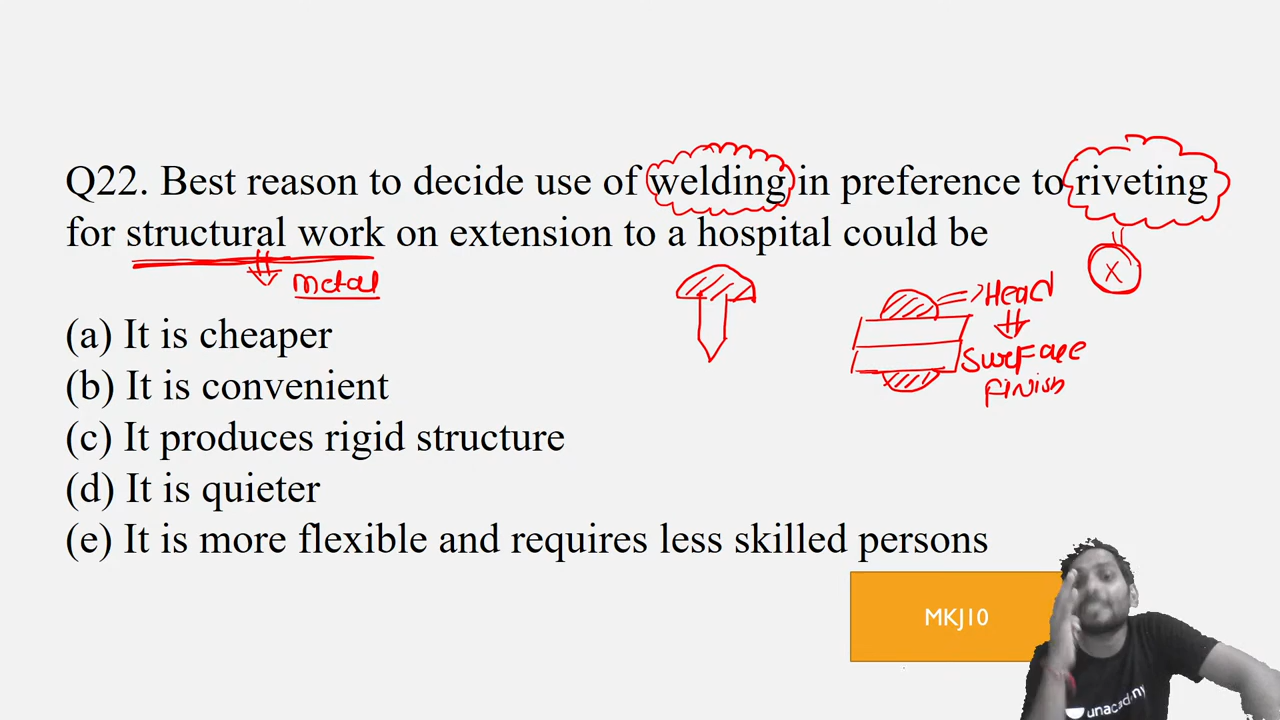 Q22. Best reason to decide use of welding in preference to riveting
for structural work on extension to a hospital could be
metal
X
Head
Surface
finish
(a) It is cheaper
(b) It is convenient
(c) It produces rigid structure
(d) It is quieter
(e) It is more flexible and requires less skilled persons
MKJ10
unacademy